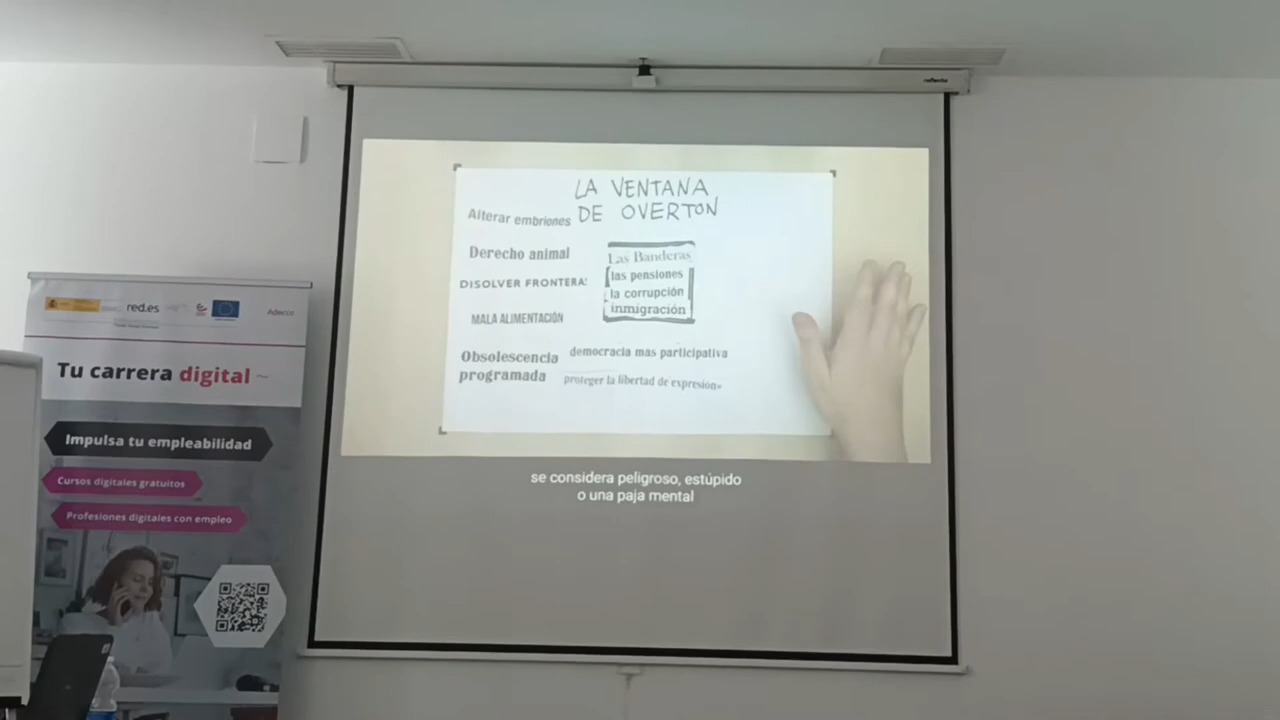 reflecta
LA VENTANA
DE OVERTON
Alterar embriones
Derecho animal
DISOLVER FRONTERA
MALA ALIMENTACIÓN
Obsolescencia
programada
Las Banderas
las pensiones
la corrupción
inmigración
democracia mas participativa
proteger la libertad de expresión»
se considera peligroso, estúpido
o una paja mental
red.es
Adecco
Tu carrera digital
Impulsa tu empleabilidad
Cursos digitales gratuitos
Profesiones digitales con empleo